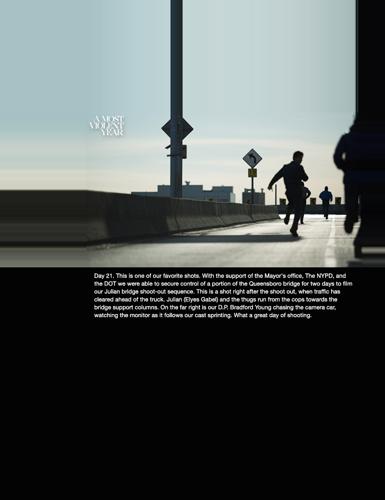 A MOST
VIOLENT
YEAR
Day 21. This is one of our favorite shots. With the support of the Mayor's office, The NYPD, and
the DOT we were able to secure control of a portion of the Queensboro bridge for two days to film
our Julian bridge shoot-out sequence. This is a shot right after the shoot out, when traffic has
cleared ahead of the truck. Julian (Elyes Gabel) and the thugs run from the cops towards the
bridge support columns. On the far right is our D.P. Bradford Young chasing the camera car,
watching the monitor as it follows our cast sprinting. What a great day of shooting.